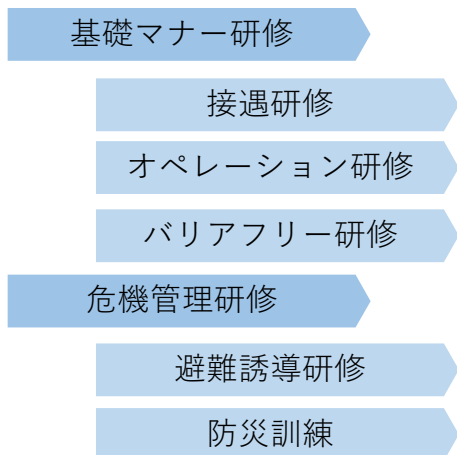 基礎マナー研修
接遇研修
オペレーション研修
バリアフリー研修
危機管理研修
避難誘導研修
防災訓練